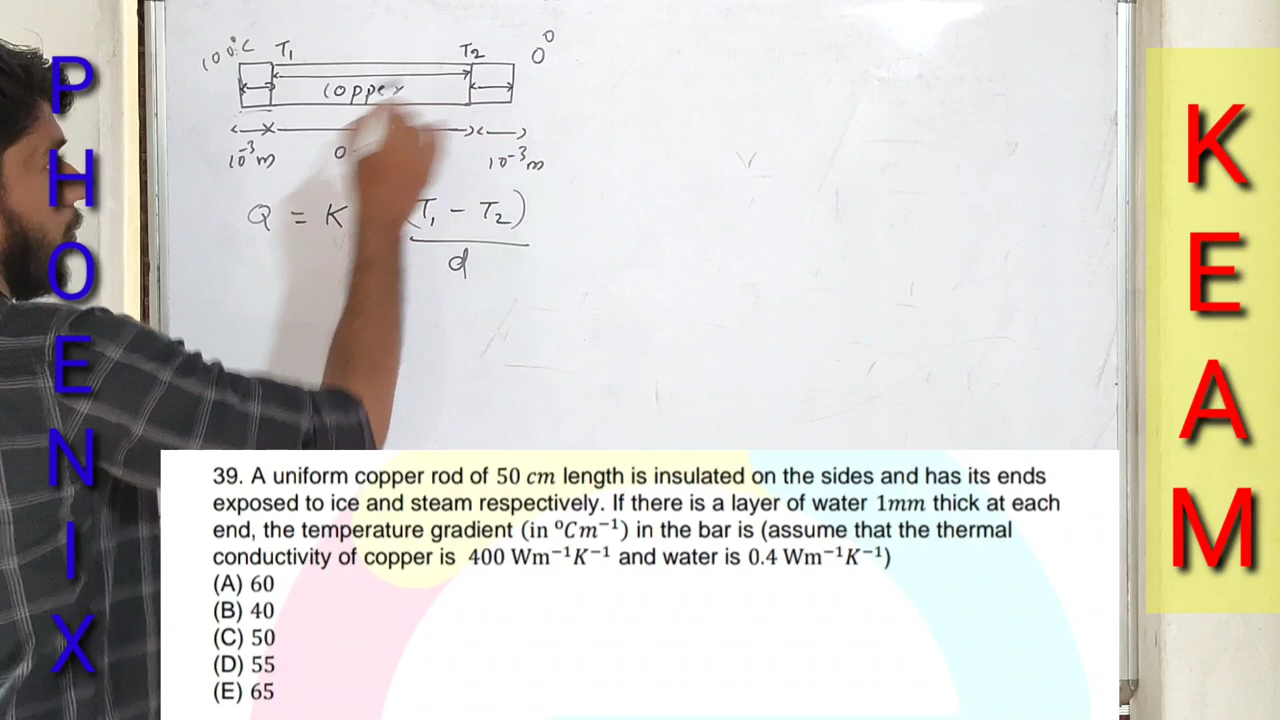 PHOENIX
100°C T₁ T₂ 0⁰
copper
10⁻³m 0 10⁻³m
Q = K (T₁ − T₂)
d
39. A uniform copper rod of 50 cm length is insulated on the sides and has its ends
exposed to ice and steam respectively. If there is a layer of water 1mm thick at each
end, the temperature gradient (in ⁰Cm⁻¹) in the bar is (assume that the thermal
conductivity of copper is 400 Wm⁻¹K⁻¹ and water is 0.4 Wm⁻¹K⁻¹)
(A) 60
(B) 40
(C) 50
(D) 55
(E) 65
KEAM